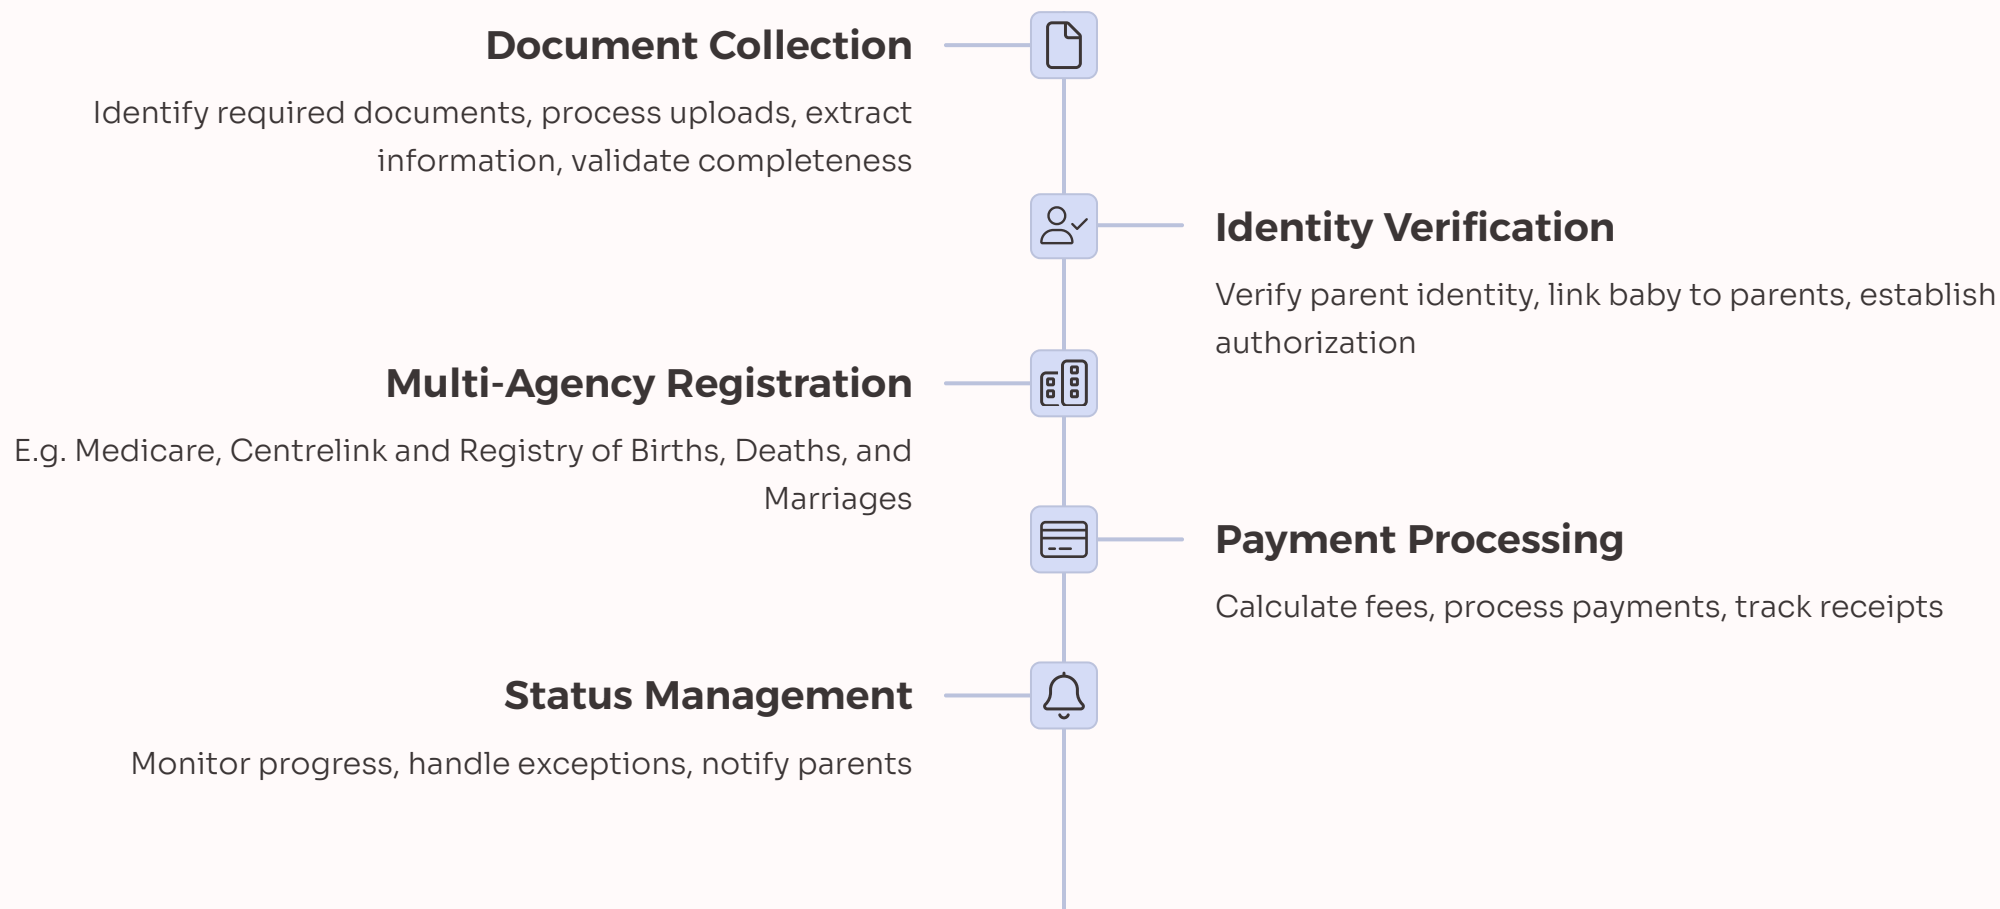 Document Collection
Identify required documents, process uploads, extract
information, validate completeness
Identity Verification
Verify parent identity, link baby to parents, establish
authorization
Multi-Agency Registration
E.g. Medicare, Centrelink and Registry of Births, Deaths, and
Marriages
Payment Processing
Calculate fees, process payments, track receipts
Status Management
Monitor progress, handle exceptions, notify parents